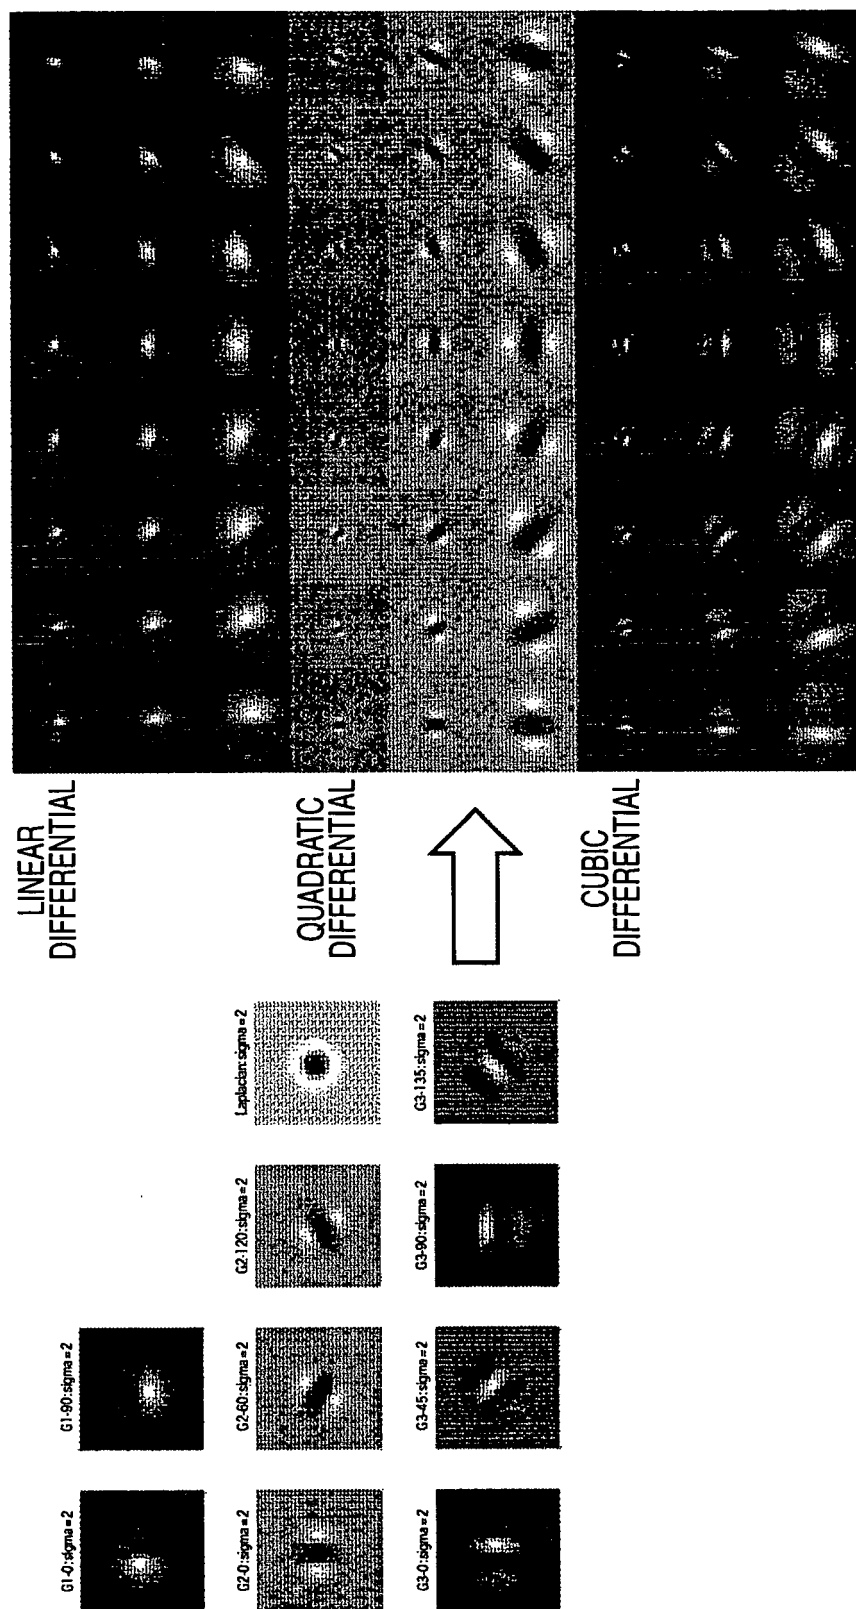 LINEAR
DIFFERENTIAL
QUADRATIC
DIFFERENTIAL
CUBIC
DIFFERENTIAL
G1-0:sigma=2
G1-90:sigma=2
G2-0:sigma=2
G2-60:sigma=2
G2-120:sigma=2
Laplacian:sigma=2
G3-0:sigma=2
G3-45:sigma=2
G3-90:sigma=2
G3-135:sigma=2